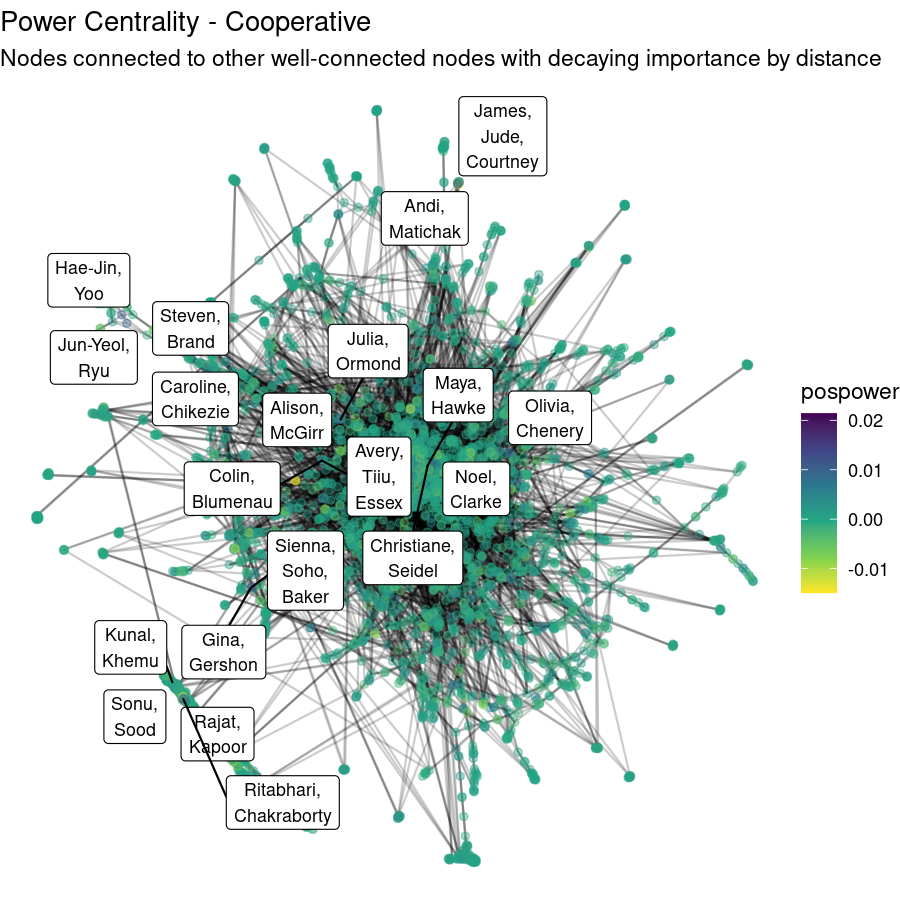 Power Centrality - Cooperative
Nodes connected to other well-connected nodes with decaying importance by distance
James,
Jude,
Courtney
Andi,
Matichak
Hae-Jin,
Yoo
Steven,
Brand
Jun-Yeol,
Ryu
Julia,
Ormond
Caroline,
Chikezie
Alison,
McGirr
Maya,
Hawke
Olivia,
Chenery
Colin,
Blumenau
Avery,
Tiiu,
Essex
Noel,
Clarke
Sienna,
Soho,
Baker
Christiane,
Seidel
Kunal,
Khemu
Gina,
Gershon
Sonu,
Sood
Rajat,
Kapoor
Ritabhari,
Chakraborty
pospower
0.02
0.01
0.00
-0.01